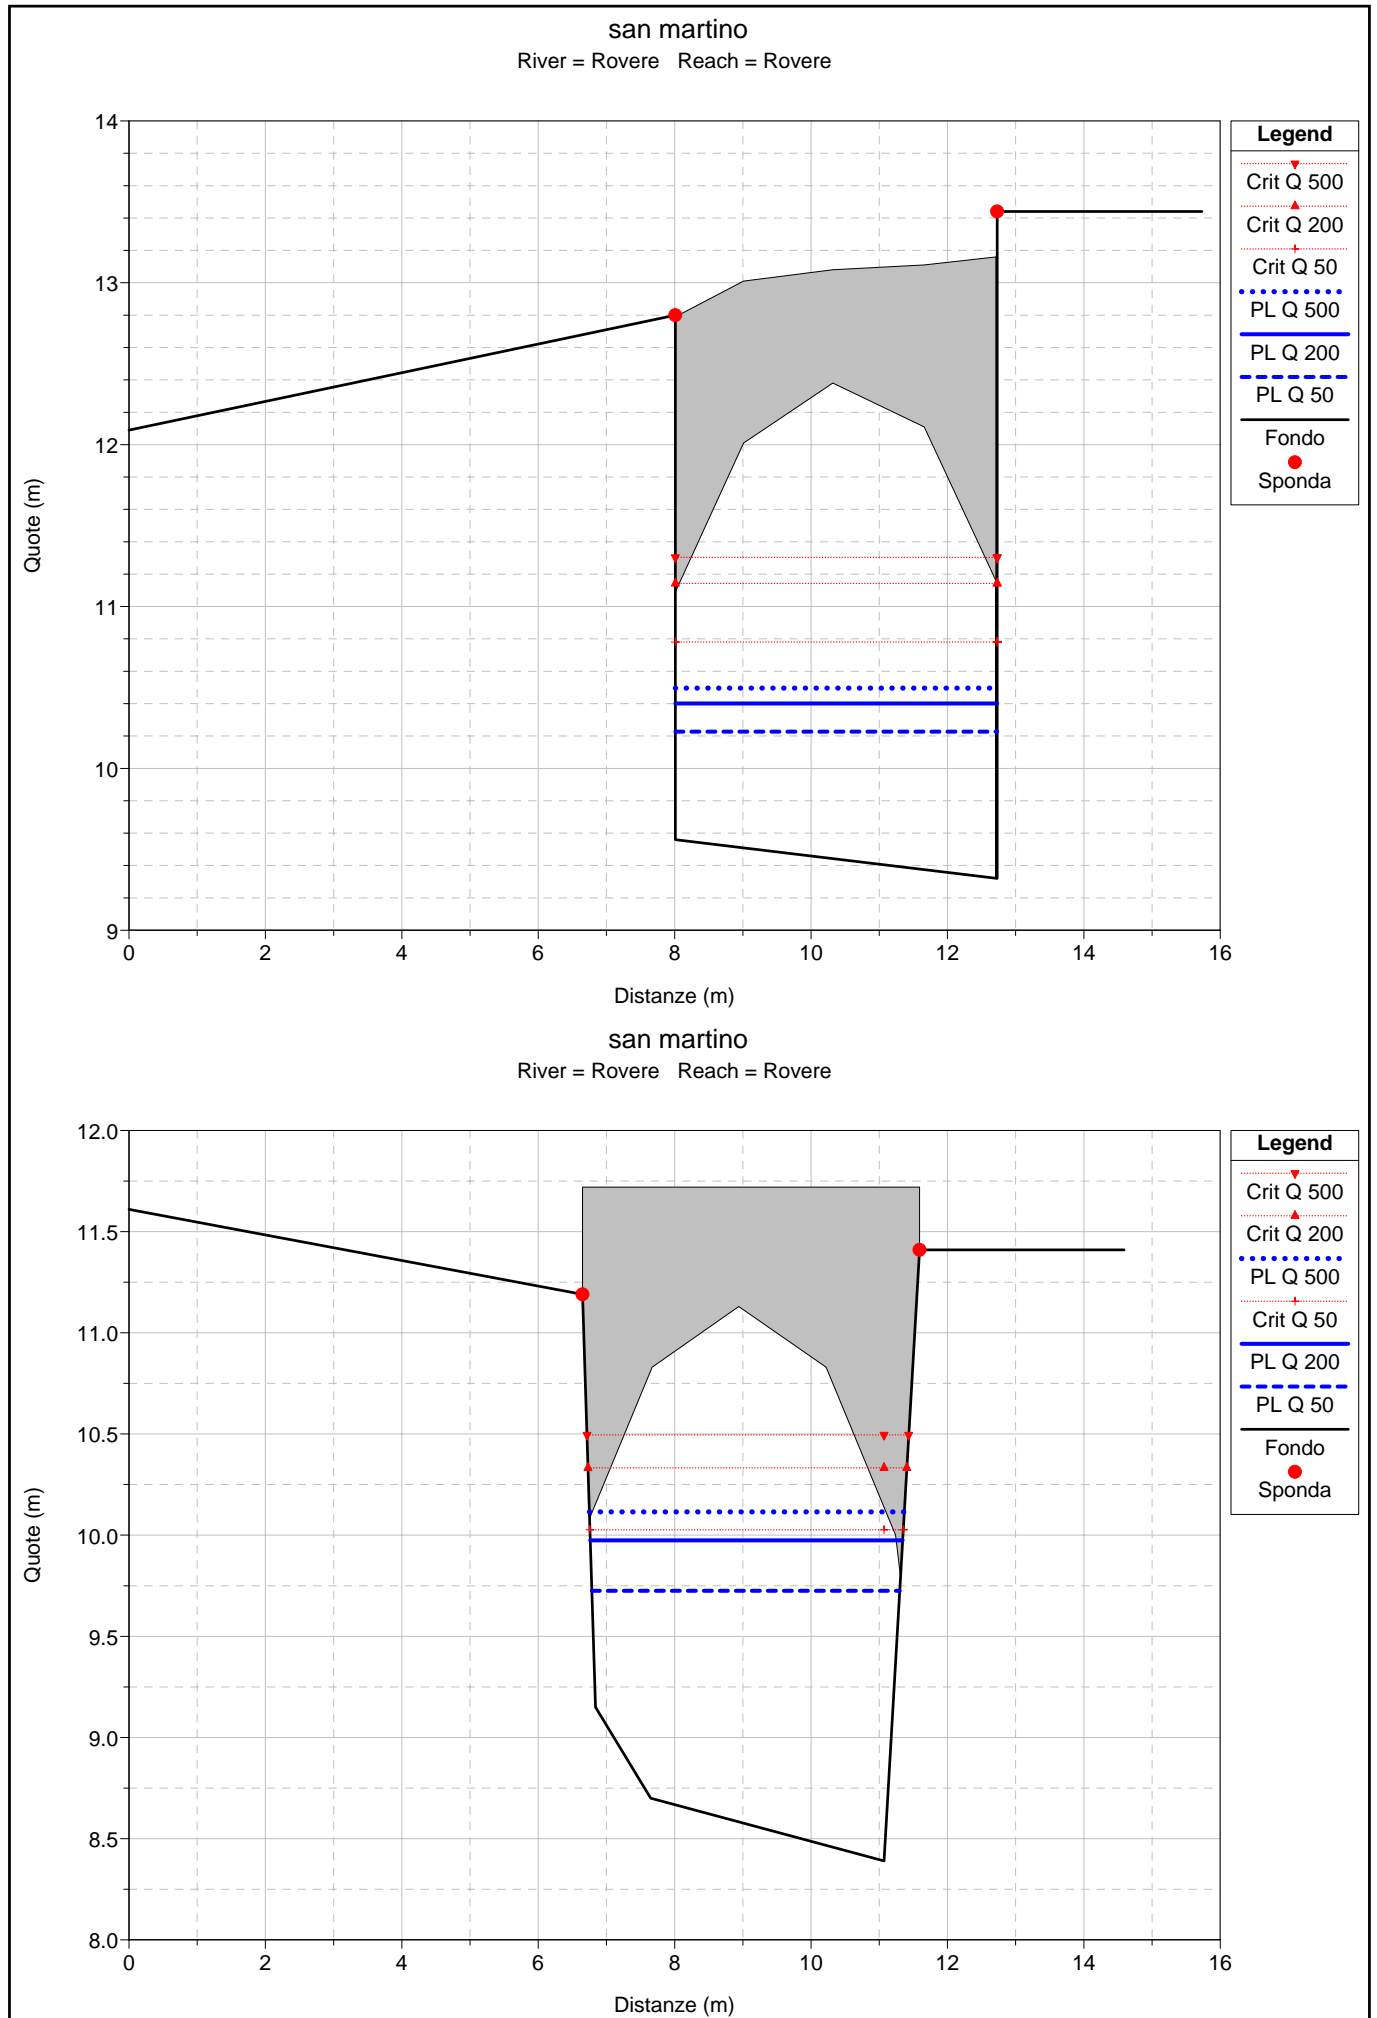 san martino
River = Rovere   Reach = Rovere
14
13
12
11
10
9
Quote (m)
0 2 4 6 8 10 12 14 16
Distanze (m)
Legend
Crit Q 500
Crit Q 200
Crit Q 50
PL Q 500
PL Q 200
PL Q 50
Fondo
Sponda
san martino
River = Rovere   Reach = Rovere
12.0
11.5
11.0
10.5
10.0
9.5
9.0
8.5
8.0
Quote (m)
0 2 4 6 8 10 12 14 16
Distanze (m)
Legend
Crit Q 500
Crit Q 200
PL Q 500
Crit Q 50
PL Q 200
PL Q 50
Fondo
Sponda